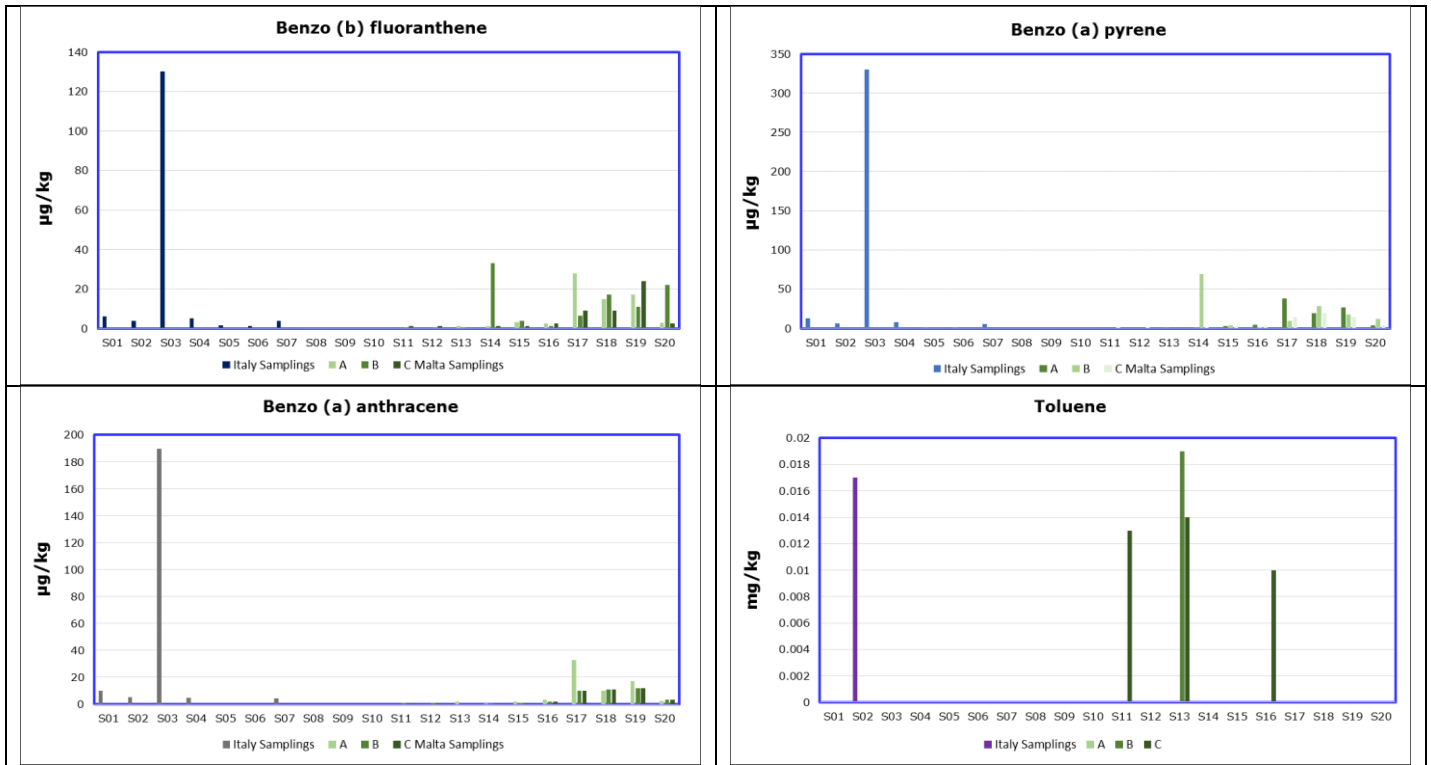 Benzo (b) fluoranthene
140
120
100
80
60
40
20
0
µg/kg
S01 S02 S03 S04 S05 S06 S07 S08 S09 S10 S11 S12 S13 S14 S15 S16 S17 S18 S19 S20
Italy Samplings A B C Malta Samplings
Benzo (a) pyrene
350
300
250
200
150
100
50
0
µg/kg
S01 S02 S03 S04 S05 S06 S07 S08 S09 S10 S11 S12 S13 S14 S15 S16 S17 S18 S19 S20
Italy Samplings A B C Malta Samplings
Benzo (a) anthracene
200
180
160
140
120
100
80
60
40
20
0
µg/kg
S01 S02 S03 S04 S05 S06 S07 S08 S09 S10 S11 S12 S13 S14 S15 S16 S17 S18 S19 S20
Italy Samplings A B C Malta Samplings
Toluene
0.02
0.018
0.016
0.014
0.012
0.01
0.008
0.006
0.004
0.002
0
mg/kg
S01 S02 S03 S04 S05 S06 S07 S08 S09 S10 S11 S12 S13 S14 S15 S16 S17 S18 S19 S20
Italy Samplings A B C